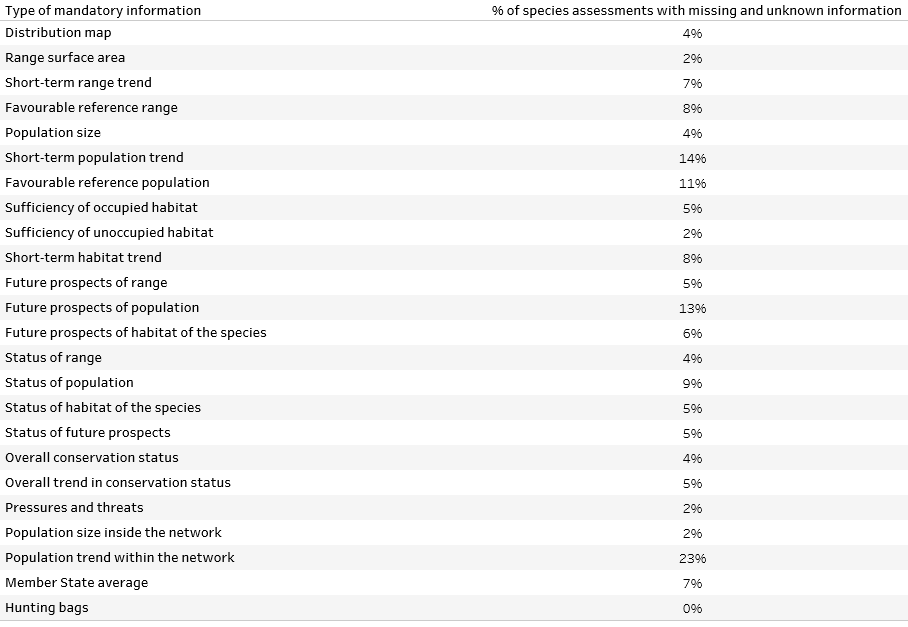 Type of mandatory information % of species assessments with missing and unknown information
Distribution map 4%
Range surface area 2%
Short-term range trend 7%
Favourable reference range 8%
Population size 4%
Short-term population trend 14%
Favourable reference population 11%
Sufficiency of occupied habitat 5%
Sufficiency of unoccupied habitat 2%
Short-term habitat trend 8%
Future prospects of range 5%
Future prospects of population 13%
Future prospects of habitat of the species 6%
Status of range 4%
Status of population 9%
Status of habitat of the species 5%
Status of future prospects 5%
Overall conservation status 4%
Overall trend in conservation status 5%
Pressures and threats 2%
Population size inside the network 2%
Population trend within the network 23%
Member State average 7%
Hunting bags 0%